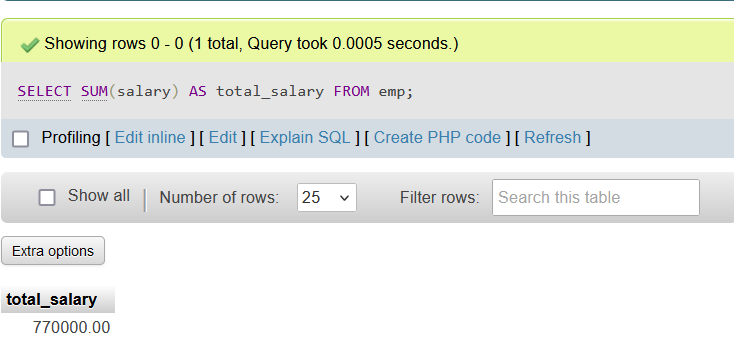 Showing rows 0 - 0 (1 total, Query took 0.0005 seconds.)
SELECT SUM(salary) AS total_salary FROM emp;
Profiling [ Edit inline ] [ Edit ] [ Explain SQL ] [ Create PHP code ] [ Refresh ]
Show all | Number of rows: 25 Filter rows: Search this table
Extra options
total_salary
770000.00